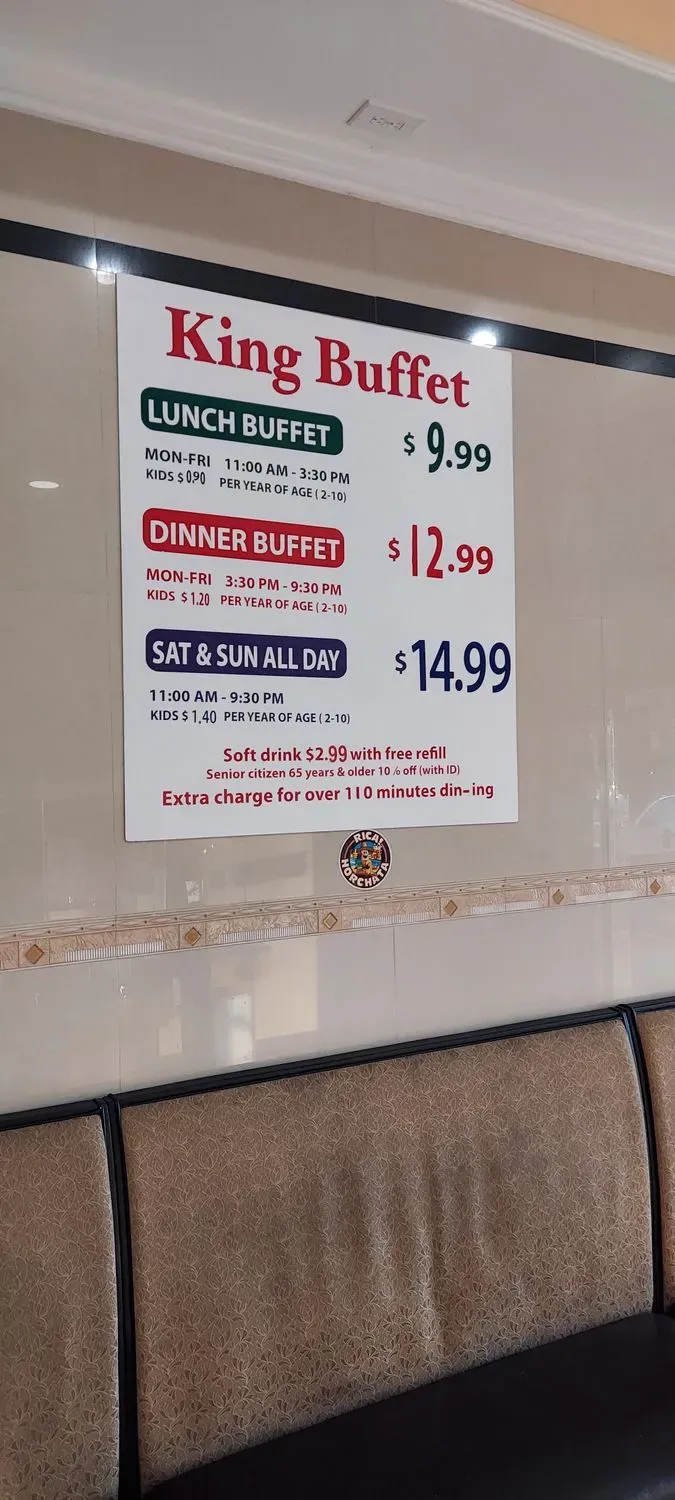 King Buffet
LUNCH BUFFET $ 9.99
MON-FRI 11:00 AM - 3:30 PM
KIDS $ 0.90 PER YEAR OF AGE ( 2-10)
DINNER BUFFET $ 12.99
MON-FRI 3:30 PM - 9:30 PM
KIDS $ 1.20 PER YEAR OF AGE ( 2-10)
SAT & SUN ALL DAY $ 14.99
11:00 AM - 9:30 PM
KIDS $ 1.40 PER YEAR OF AGE ( 2-10)
Soft drink $2.99 with free refill
Senior citizen 65 years & older 10 % off (with ID)
Extra charge for over 110 minutes din-ing
RICA!
HORCHATA